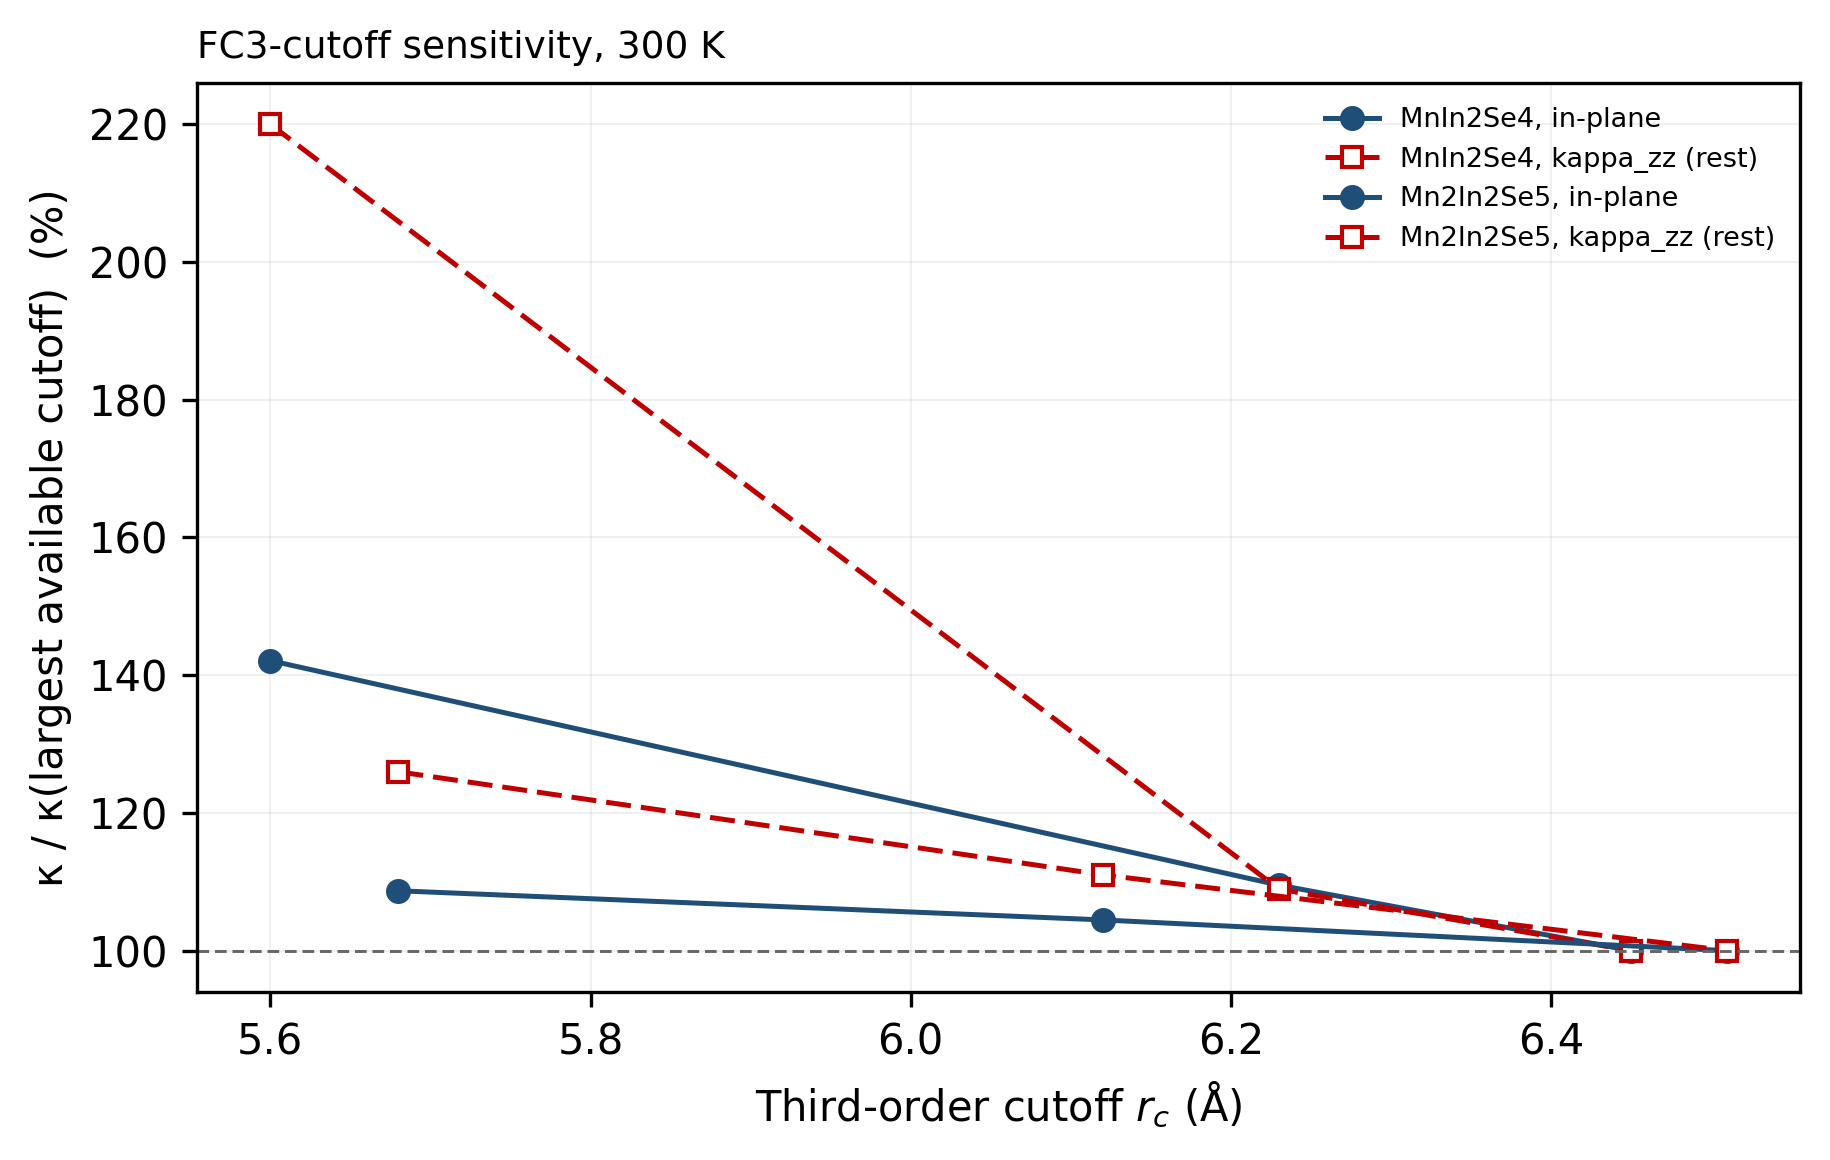 FC3-cutoff sensitivity, 300 K
MnIn2Se4, in-plane
MnIn2Se4, kappa_zz (rest)
Mn2In2Se5, in-plane
Mn2In2Se5, kappa_zz (rest)
κ / κ(largest available cutoff) (%)
220
200
180
160
140
120
100
5.6 5.8 6.0 6.2 6.4
Third-order cutoff r_c (Å)